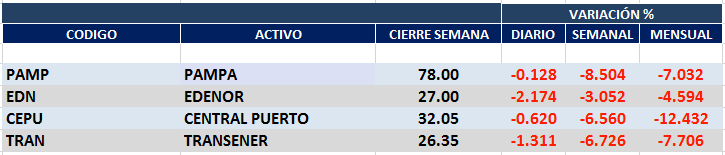 VARIACIÓN %
CODIGO ACTIVO CIERRE SEMANA DIARIO SEMANAL MENSUAL
PAMP PAMPA 78.00 -0.128 -8.504 -7.032
EDN EDENOR 27.00 -2.174 -3.052 -4.594
CEPU CENTRAL PUERTO 32.05 -0.620 -6.560 -12.432
TRAN TRANSENER 26.35 -1.311 -6.726 -7.706